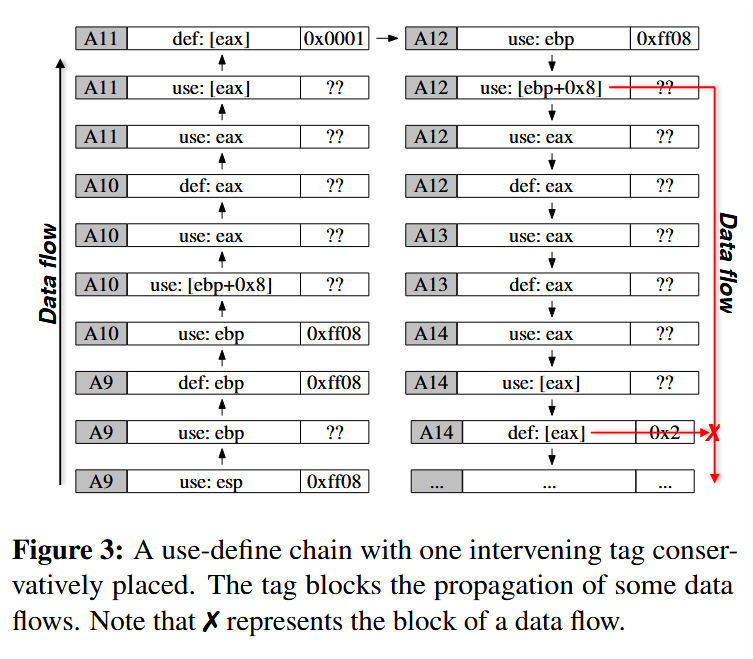 A11 def: [eax] 0x0001
A11 use: [eax] ??
A11 use: eax ??
A10 def: eax ??
A10 use: eax ??
A10 use: [ebp+0x8] ??
A10 use: ebp 0xff08
A9 def: ebp 0xff08
A9 use: ebp ??
A9 use: esp 0xff08
Data flow
A12 use: ebp 0xff08
A12 use: [ebp+0x8] ??
A12 use: eax ??
A12 def: eax ??
A13 use: eax ??
A13 def: eax ??
A14 use: eax ??
A14 use: [eax] ??
A14 def: [eax] 0x2
... ... ...
Data flow
Figure 3: A use-define chain with one intervening tag conser-
vatively placed. The tag blocks the propagation of some data
flows. Note that ✗ represents the block of a data flow.